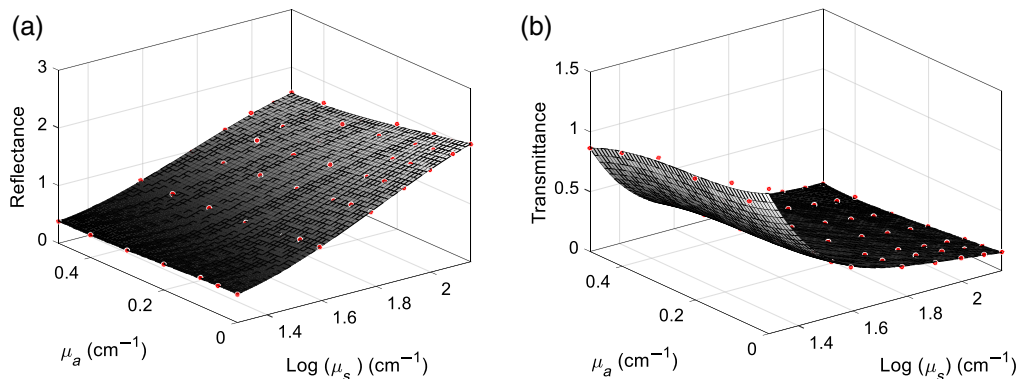 (a)
3
2
1
0
Reflectance
0.4
0.2
0
μa (cm−1)
1.4
1.6
1.8
2
Log (μs ) (cm−1)
(b)
1.5
1
0.5
0
Transmittance
0.4
0.2
0
μa (cm−1)
1.4
1.6
1.8
2
Log (μs) (cm−1)